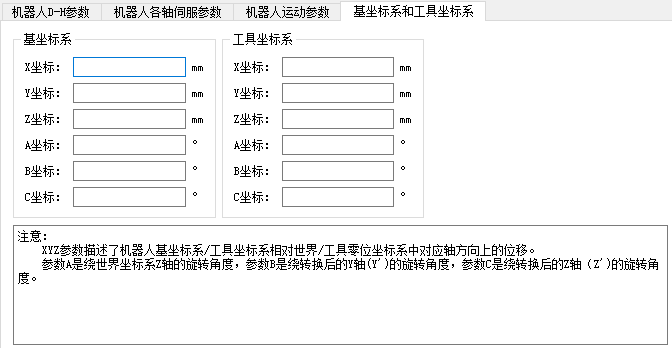 机器人D-H参数 机器人各轴伺服参数 机器人运动参数 基坐标系和工具坐标系
基坐标系
X坐标: mm
Y坐标: mm
Z坐标: mm
A坐标: °
B坐标: °
C坐标: °
工具坐标系
X坐标: mm
Y坐标: mm
Z坐标: mm
A坐标: °
B坐标: °
C坐标: °
注意:
XYZ参数描述了机器人基坐标系/工具坐标系相对世界/工具零位坐标系中对应轴方向上的位移。
参数A是绕世界坐标系Z轴的旋转角度，参数B是绕转换后的Y轴(Y')的旋转角度，参数C是绕转换后的Z轴（Z')的旋转角
度。